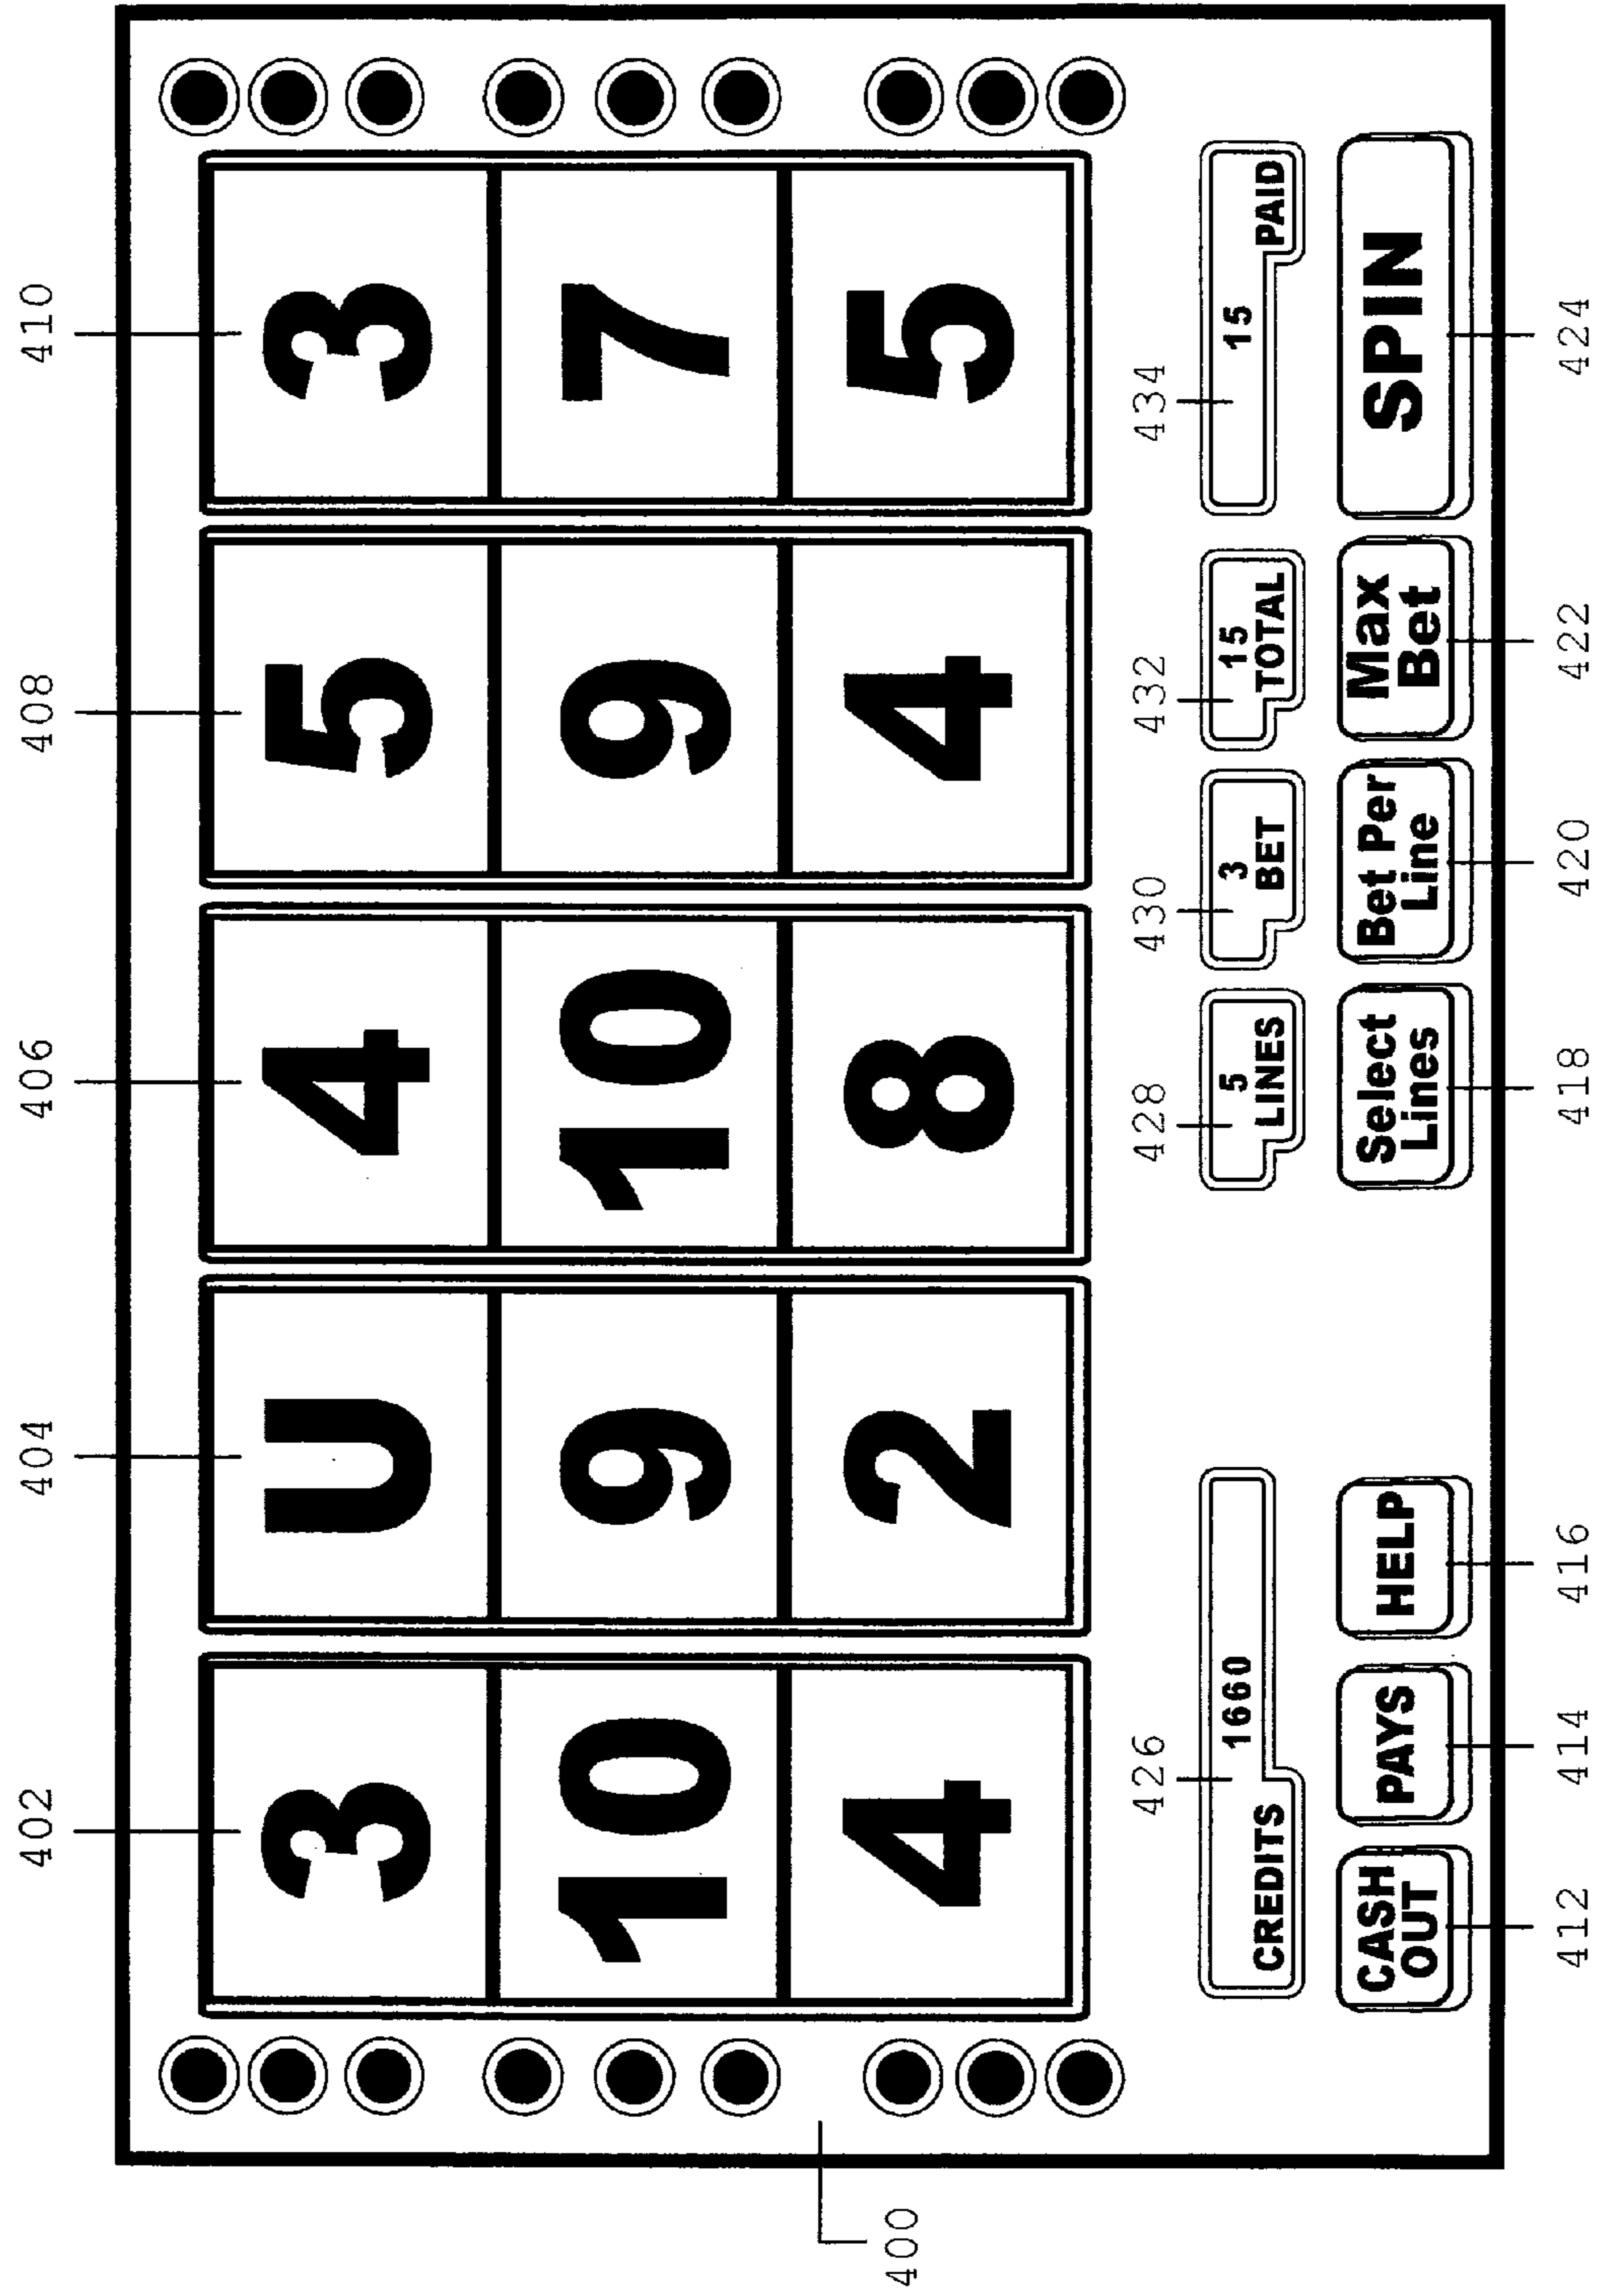 402 404 406 408 410
3 U 4 5 3
10 9 10 9 7
4 2 8 4 5
426 428 430 432 434
1660 5 3 15 15
CREDITS LINES BET TOTAL PAID
CASH OUT
PAYS
HELP
Select Lines
Bet Per Line
Max Bet
SPIN
412 414 416 418 420 422 424
400